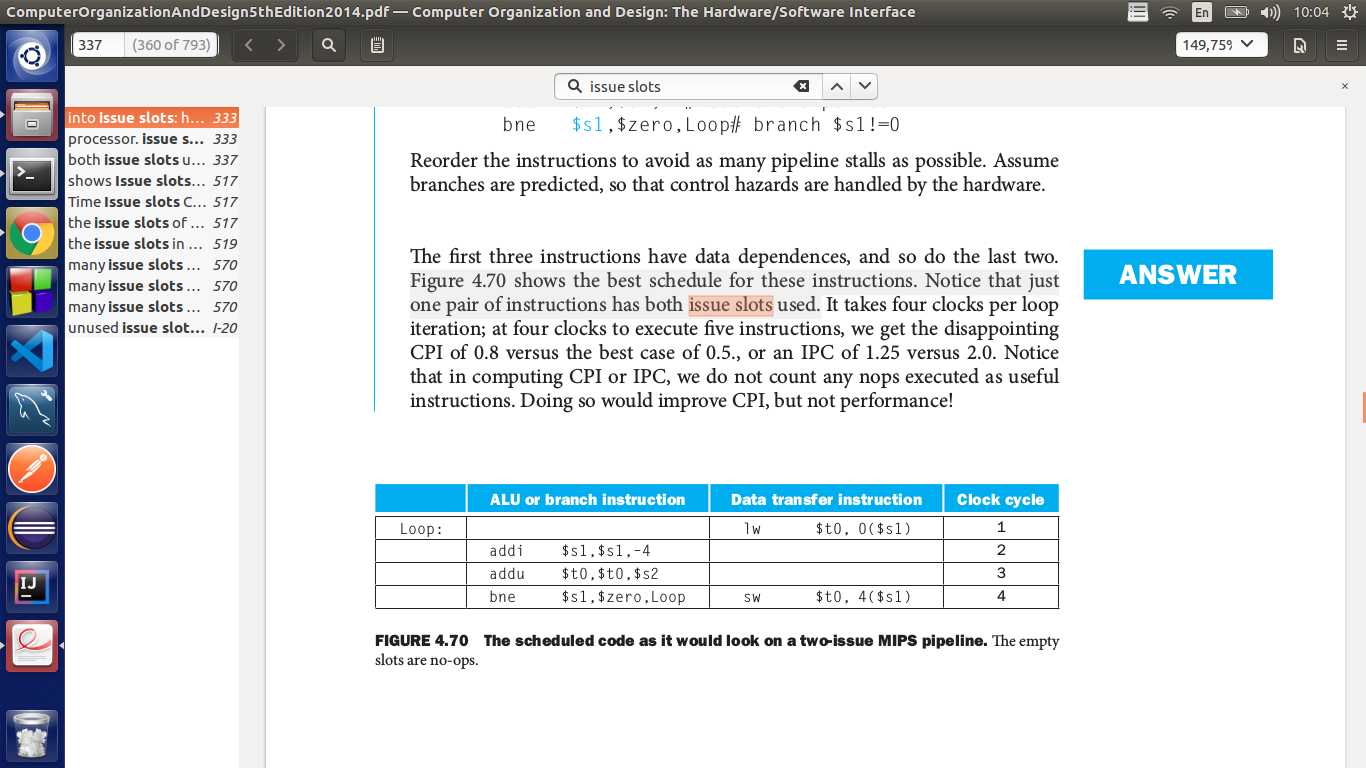 ComputerOrganizationAndDesign5thEdition2014.pdf — Computer Organization and Design: The Hardware/Software Interface
En
10:04
337 (360 of 793)
149,75%
issue slots
×
into issue slots: h... 333
processor. issue s... 333
both issue slots u... 337
shows Issue slots... 517
Time Issue slots C... 517
the issue slots of ... 517
the issue slots in ... 519
many issue slots ... 570
many issue slots ... 570
many issue slots ... 570
unused issue slot... I-20
bne $s1,$zero,Loop# branch $s1!=0
Reorder the instructions to avoid as many pipeline stalls as possible. Assume
branches are predicted, so that control hazards are handled by the hardware.
The first three instructions have data dependences, and so do the last two.
Figure 4.70 shows the best schedule for these instructions. Notice that just
one pair of instructions has both issue slots used. It takes four clocks per loop
iteration; at four clocks to execute five instructions, we get the disappointing
CPI of 0.8 versus the best case of 0.5., or an IPC of 1.25 versus 2.0. Notice
that in computing CPI or IPC, we do not count any nops executed as useful
instructions. Doing so would improve CPI, but not performance!
ANSWER
ALU or branch instruction Data transfer instruction Clock cycle
Loop: lw $t0, 0($s1) 1
addi $s1,$s1,-4 2
addu $t0,$t0,$s2 3
bne $s1,$zero,Loop sw $t0, 4($s1) 4
FIGURE 4.70 The scheduled code as it would look on a two-issue MIPS pipeline. The empty
slots are no-ops.
IJ